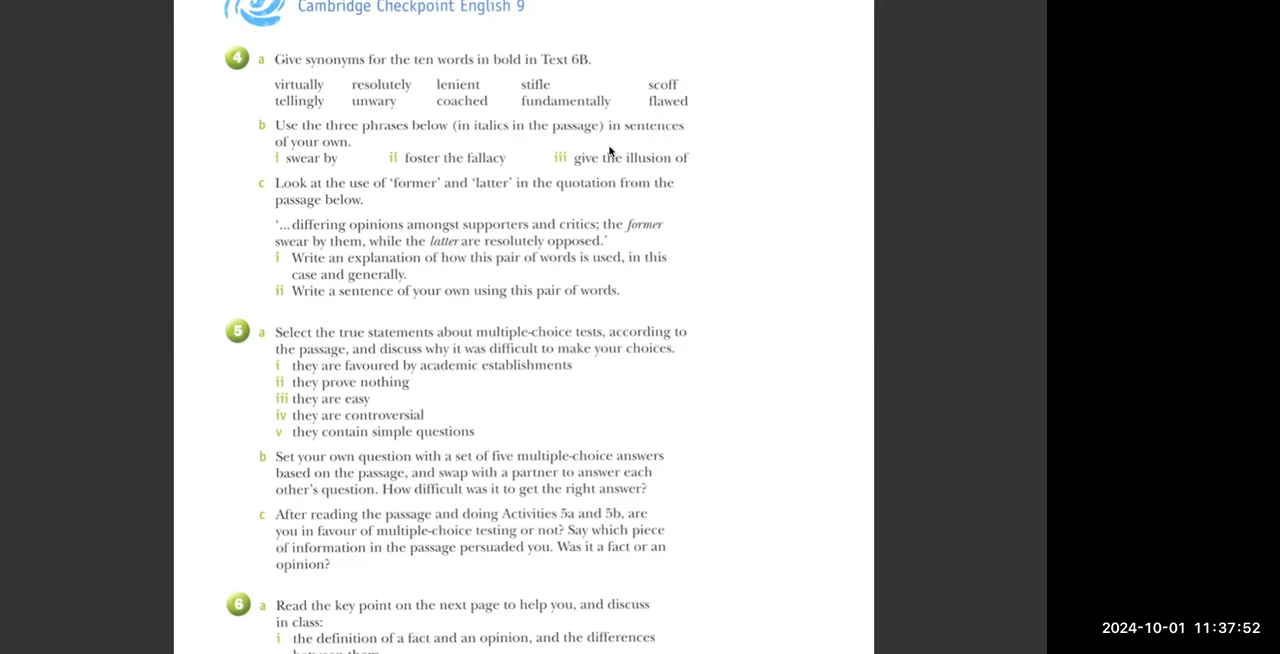 Cambridge Checkpoint English 9
4 a Give synonyms for the ten words in bold in Text 6B.
virtually resolutely lenient stifle scoff
tellingly unwary coached fundamentally flawed
b Use the three phrases below (in italics in the passage) in sentences
of your own.
i swear by ii foster the fallacy iii give the illusion of
c Look at the use of ‘former’ and ‘latter’ in the quotation from the
passage below.
‘... differing opinions amongst supporters and critics; the former
swear by them, while the latter are resolutely opposed.’
i Write an explanation of how this pair of words is used, in this
case and generally.
ii Write a sentence of your own using this pair of words.
5 a Select the true statements about multiple-choice tests, according to
the passage, and discuss why it was difficult to make your choices.
i they are favoured by academic establishments
ii they prove nothing
iii they are easy
iv they are controversial
v they contain simple questions
b Set your own question with a set of five multiple-choice answers
based on the passage, and swap with a partner to answer each
other’s question. How difficult was it to get the right answer?
c After reading the passage and doing Activities 5a and 5b, are
you in favour of multiple-choice testing or not? Say which piece
of information in the passage persuaded you. Was it a fact or an
opinion?
6 a Read the key point on the next page to help you, and discuss
in class:
i the definition of a fact and an opinion, and the differences
2024-10-01 11:37:52